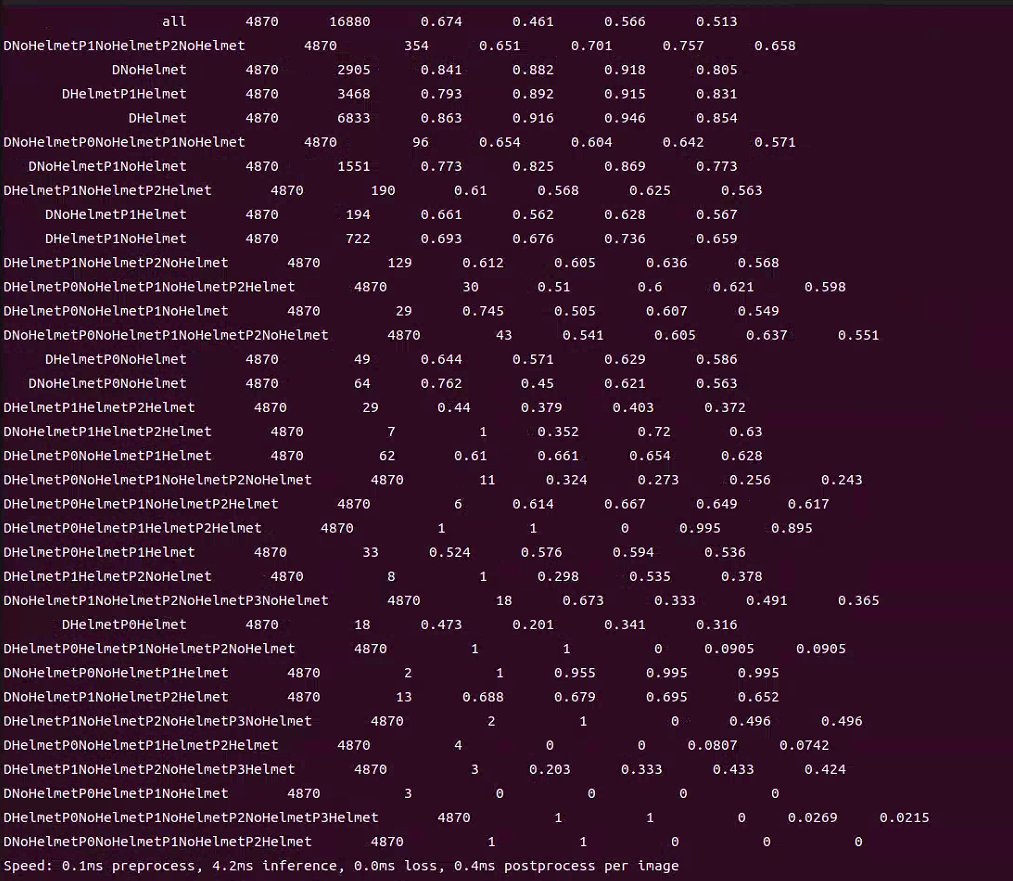 all 4870 16880 0.674 0.461 0.566 0.513
DNoHelmetP1NoHelmetP2NoHelmet 4870 354 0.651 0.701 0.757 0.658
DNoHelmet 4870 2905 0.841 0.882 0.918 0.805
DHelmetP1Helmet 4870 3468 0.793 0.892 0.915 0.831
DHelmet 4870 6833 0.863 0.916 0.946 0.854
DNoHelmetP0NoHelmetP1NoHelmet 4870 96 0.654 0.604 0.642 0.571
DNoHelmetP1NoHelmet 4870 1551 0.773 0.825 0.869 0.773
DHelmetP1NoHelmetP2Helmet 4870 190 0.61 0.568 0.625 0.563
DNoHelmetP1Helmet 4870 194 0.661 0.562 0.628 0.567
DHelmetP1NoHelmet 4870 722 0.693 0.676 0.736 0.659
DHelmetP1NoHelmetP2NoHelmet 4870 129 0.612 0.605 0.636 0.568
DHelmetP0NoHelmetP1NoHelmetP2Helmet 4870 30 0.51 0.6 0.621 0.598
DHelmetP0NoHelmetP1NoHelmet 4870 29 0.745 0.505 0.607 0.549
DNoHelmetP0NoHelmetP1NoHelmetP2NoHelmet 4870 43 0.541 0.605 0.637 0.551
DHelmetP0NoHelmet 4870 49 0.644 0.571 0.629 0.586
DNoHelmetP0NoHelmet 4870 64 0.762 0.45 0.621 0.563
DHelmetP1HelmetP2Helmet 4870 29 0.44 0.379 0.403 0.372
DNoHelmetP1HelmetP2Helmet 4870 7 1 0.352 0.72 0.63
DHelmetP0NoHelmetP1Helmet 4870 62 0.61 0.661 0.654 0.628
DHelmetP0NoHelmetP1NoHelmetP2NoHelmet 4870 11 0.324 0.273 0.256 0.243
DHelmetP0HelmetP1NoHelmetP2Helmet 4870 6 0.614 0.667 0.649 0.617
DHelmetP0HelmetP1HelmetP2Helmet 4870 1 1 0 0.995 0.895
DHelmetP0HelmetP1Helmet 4870 33 0.524 0.576 0.594 0.536
DHelmetP1HelmetP2NoHelmet 4870 8 1 0.298 0.535 0.378
DNoHelmetP1NoHelmetP2NoHelmetP3NoHelmet 4870 18 0.673 0.333 0.491 0.365
DHelmetP0Helmet 4870 18 0.473 0.201 0.341 0.316
DHelmetP0HelmetP1NoHelmetP2NoHelmet 4870 1 1 0 0.0905 0.0905
DNoHelmetP0NoHelmetP1Helmet 4870 2 1 0.955 0.995 0.995
DNoHelmetP1NoHelmetP2Helmet 4870 13 0.688 0.679 0.695 0.652
DHelmetP1NoHelmetP2NoHelmetP3NoHelmet 4870 2 1 0 0.496 0.496
DHelmetP0NoHelmetP1HelmetP2Helmet 4870 4 0 0 0.0807 0.0742
DHelmetP1NoHelmetP2NoHelmetP3Helmet 4870 3 0.203 0.333 0.433 0.424
DNoHelmetP0HelmetP1NoHelmet 4870 3 0 0 0 0
DHelmetP0NoHelmetP1NoHelmetP2NoHelmetP3Helmet 4870 1 1 0 0.0269 0.0215
DNoHelmetP0NoHelmetP1NoHelmetP2Helmet 4870 1 1 0 0 0
Speed: 0.1ms preprocess, 4.2ms inference, 0.0ms loss, 0.4ms postprocess per image